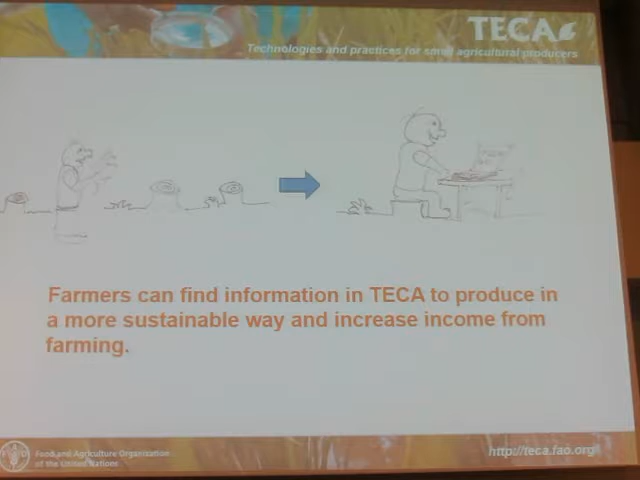 TECA
Technologies and practices for small agricultural producers
Farmers can find information in TECA to produce in
a more sustainable way and increase income from
farming.
Food and Agriculture Organization
of the United Nations
http://teca.fao.org